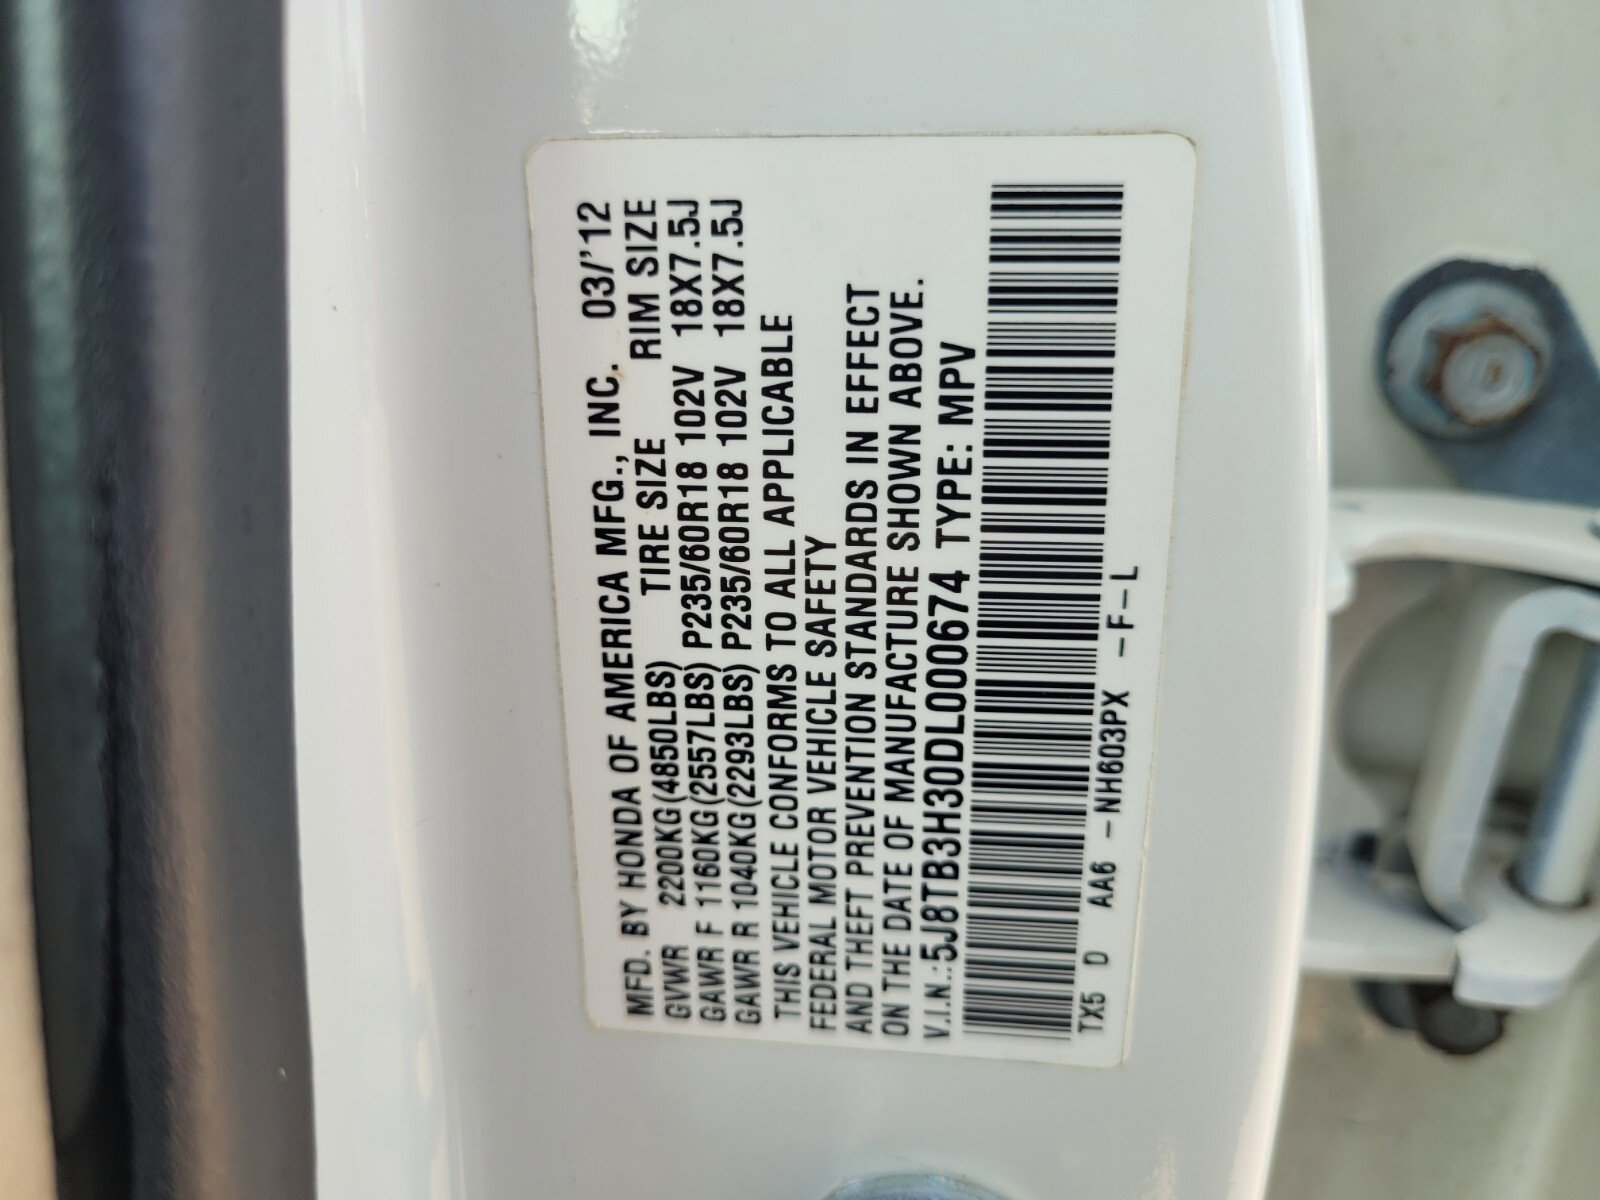 MFD. BY HONDA OF AMERICA MFG., INC. 03/'12
GVWR 2200KG(4850LBS) TIRE SIZE RIM SIZE
GAWR F 1160KG(2557LBS) P235/60R18 102V 18X7.5J
GAWR R 1040KG(2293LBS) P235/60R18 102V 18X7.5J
THIS VEHICLE CONFORMS TO ALL APPLICABLE
FEDERAL MOTOR VEHICLE SAFETY
AND THEFT PREVENTION STANDARDS IN EFFECT
ON THE DATE OF MANUFACTURE SHOWN ABOVE.
V.I.N.:5J8TB3H30DL000674 TYPE: MPV
TX5 D AA6 -NH603PX -F-L